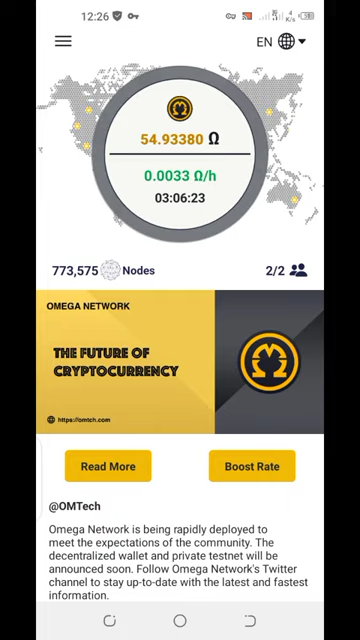 12:26
EN
54.93380 Ω
0.0033 Ω/h
03:06:23
773,575 Nodes 2/2
OMEGA NETWORK
THE FUTURE OF
CRYPTOCURRENCY
https://omtch.com
Read More Boost Rate
@OMTech
Omega Network is being rapidly deployed to
meet the expectations of the community. The
decentralized wallet and private testnet will be
announced soon. Follow Omega Network's Twitter
channel to stay up-to-date with the latest and fastest
information.